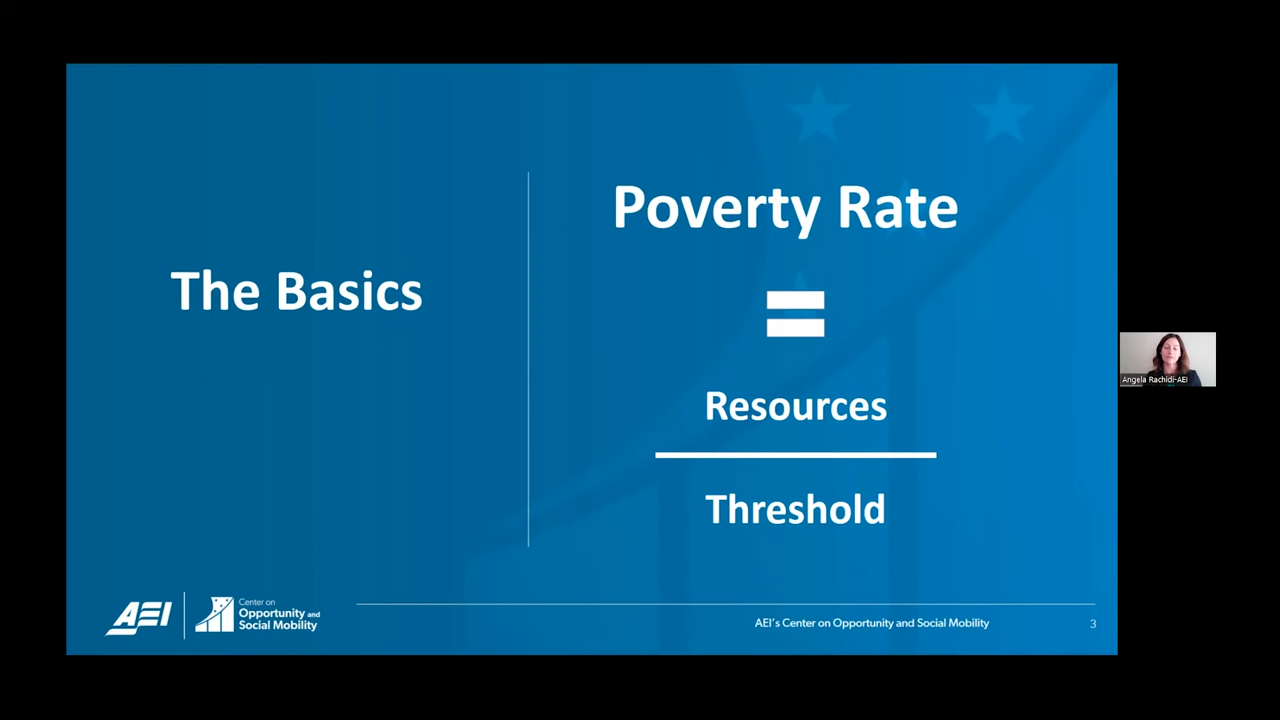 The Basics
Poverty Rate
=
Resources
Threshold
AEI
Center on
Opportunity and
Social Mobility
AEI's Center on Opportunity and Social Mobility
3
Angela Rachidi-AEI